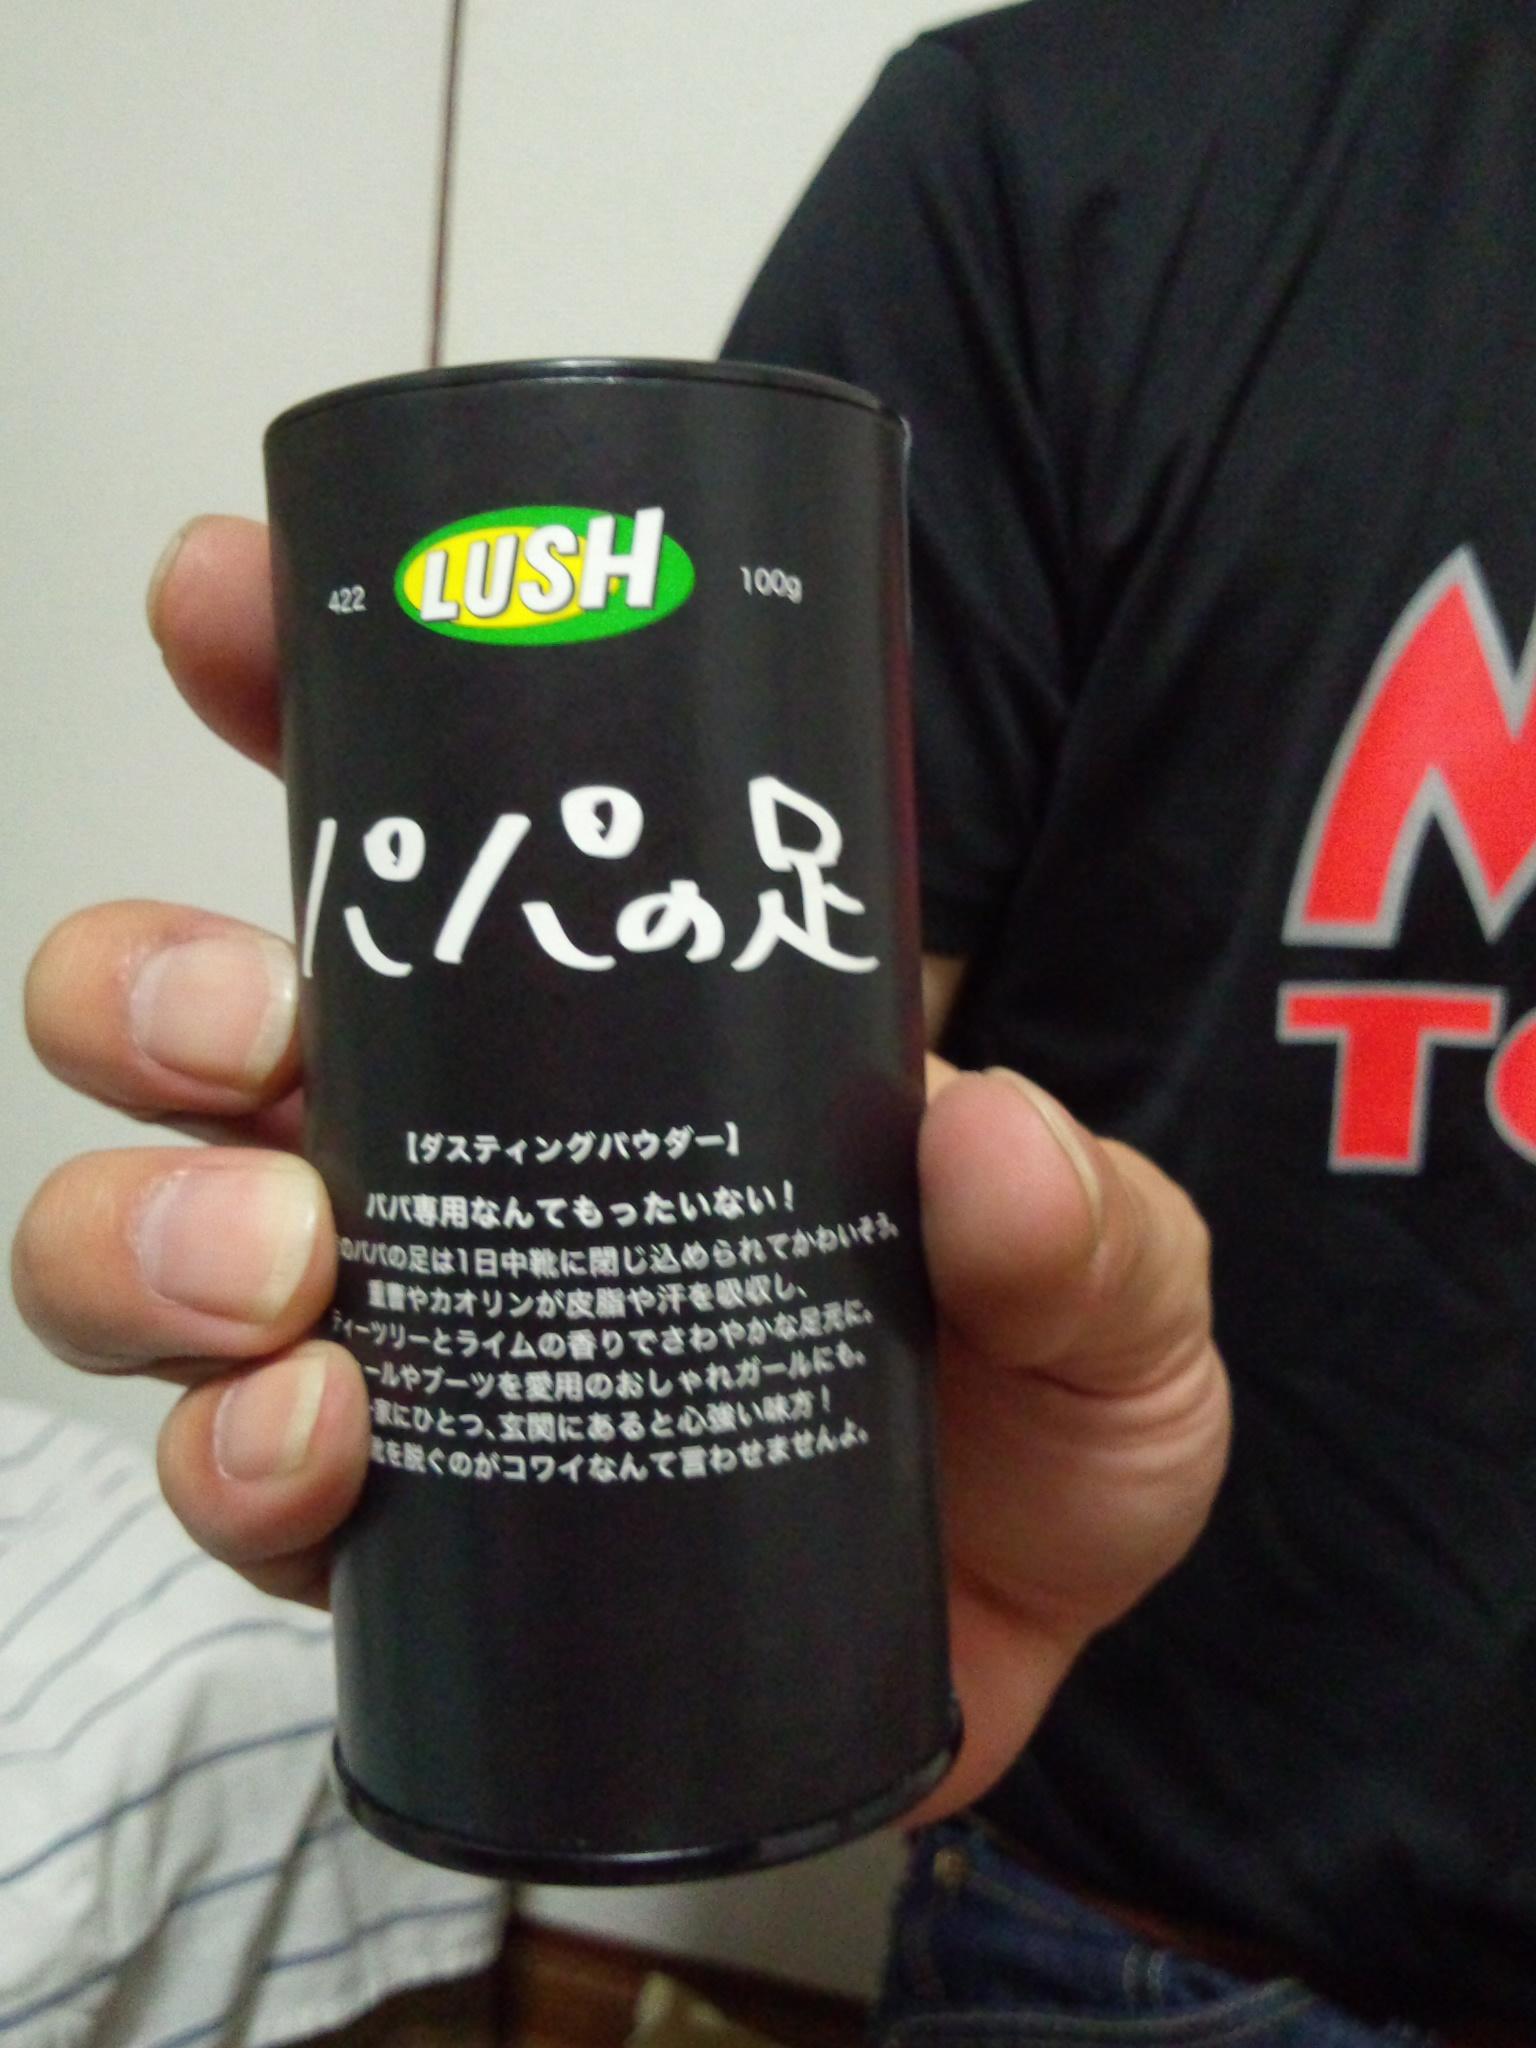 LUSH
422
100g
パパの足
【ダスティングパウダー】
パパ専用なんてもったいない!
のパパの足は1日中靴に閉じ込められてかわいそう。
重曹やカオリンが皮脂や汗を吸収し、
ティーツリーとライムの香りでさわやかな足元に。
ールやブーツを愛用のおしゃれガールにも。
家にひとつ、玄関にあると心強い味方!
を脱ぐのがコワイなんて言わせませんよ。
M
T